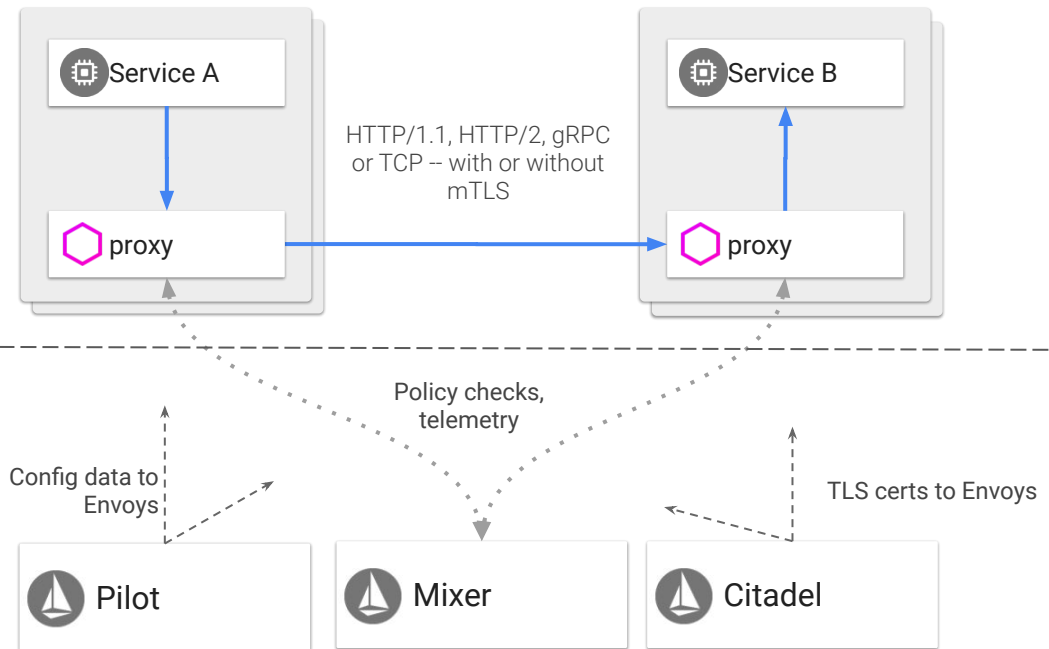 Service A
Service B
HTTP/1.1, HTTP/2, gRPC
or TCP -- with or without
mTLS
proxy
proxy
Policy checks,
telemetry
Config data to
Envoys
TLS certs to Envoys
Pilot
Mixer
Citadel